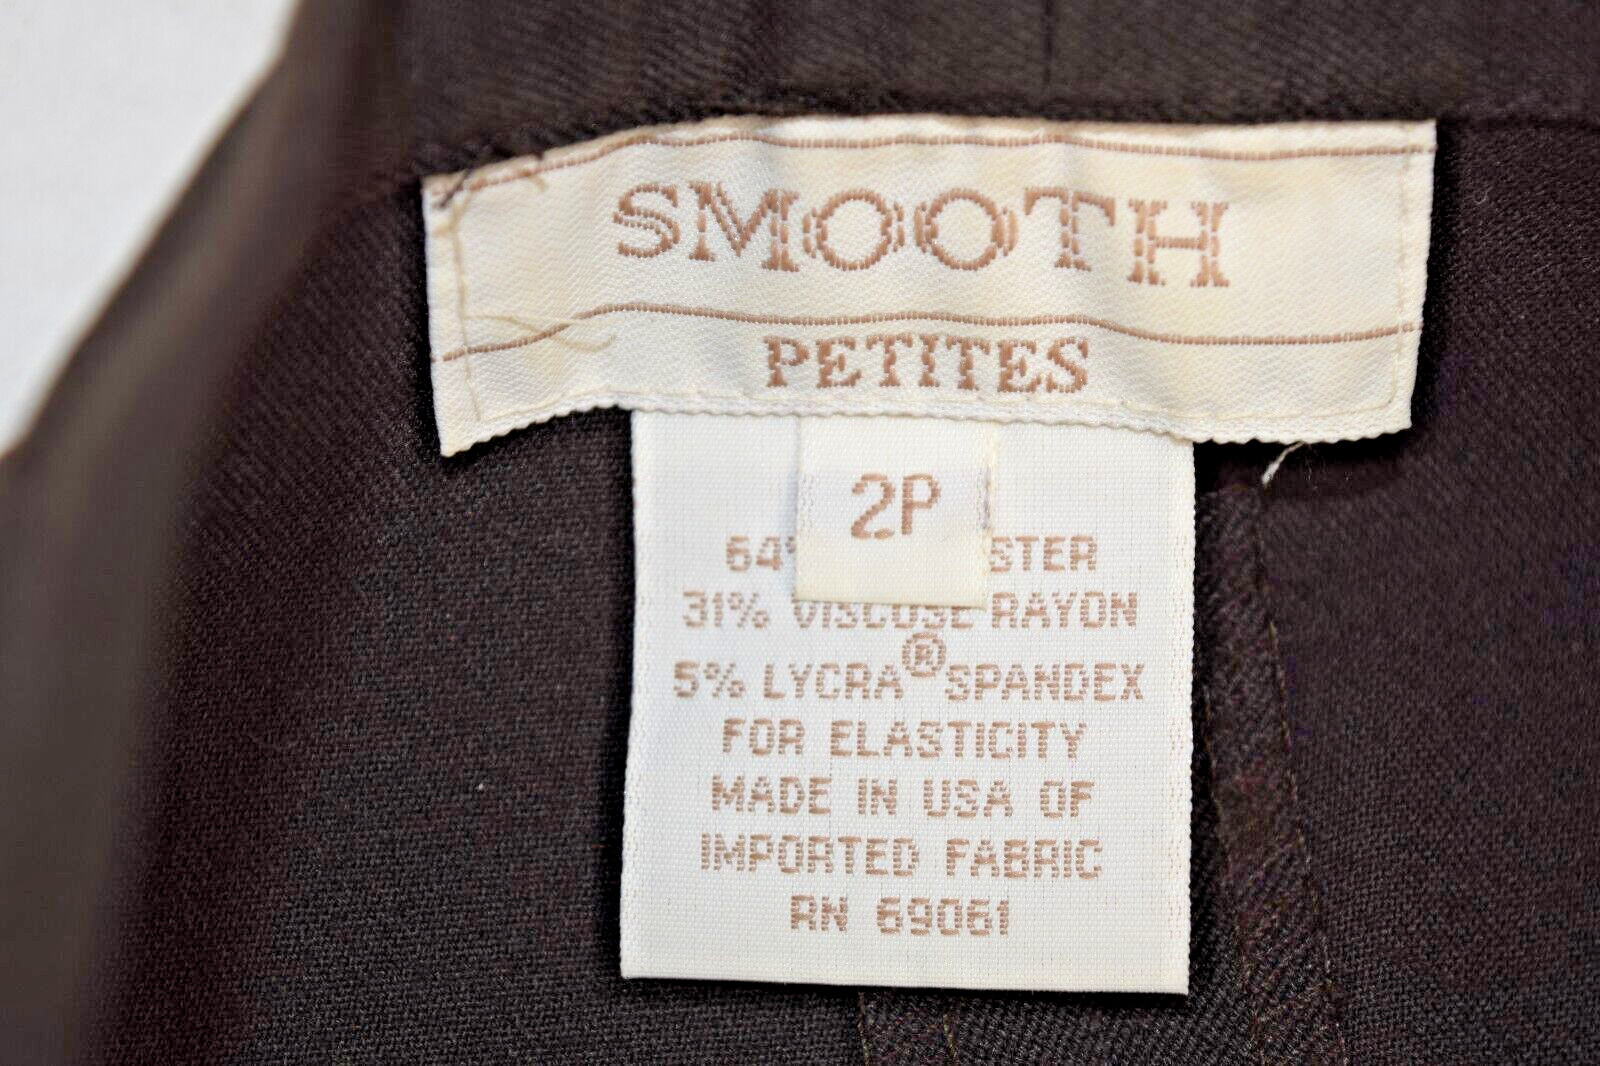 SMOOTH
PETITES
2P
64% STER
31% VISCOSE RAYON
5% LYCRA® SPANDEX
FOR ELASTICITY
MADE IN USA OF
IMPORTED FABRIC
RN 69061